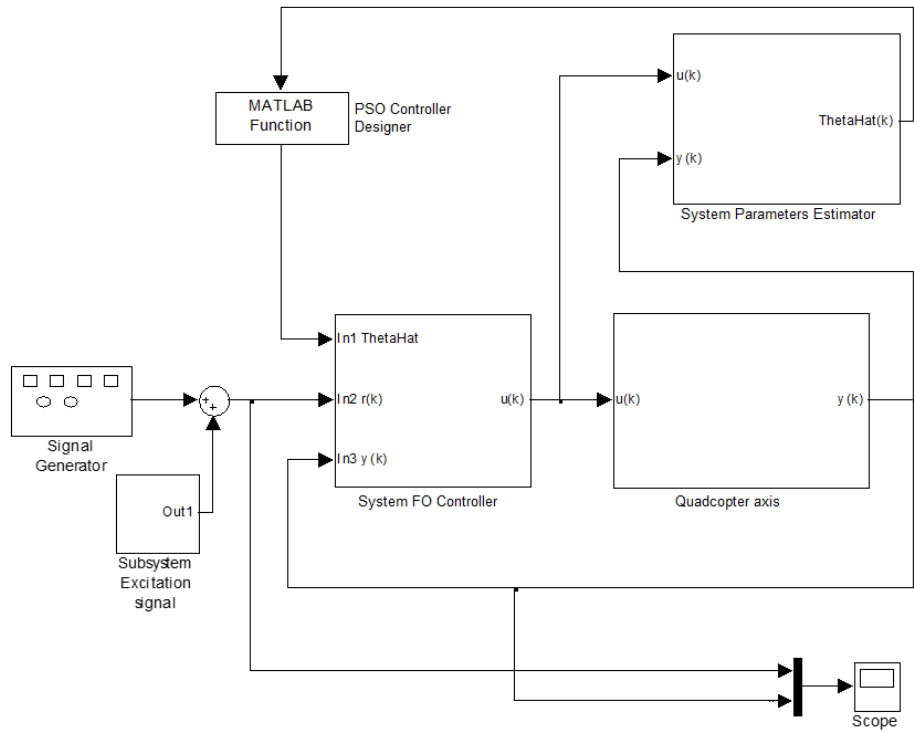 MATLAB
Function
PSO Controller
Designer
u(k)
ThetaHat(k)
y (k)
System Parameters Estimator
In1 ThetaHat
In2 r(k)
u(k)
In3 y (k)
System FO Controller
u(k)
y (k)
Quadcopter axis
+
+
Signal
Generator
Out1
Subsystem
Excitation
signal
Scope